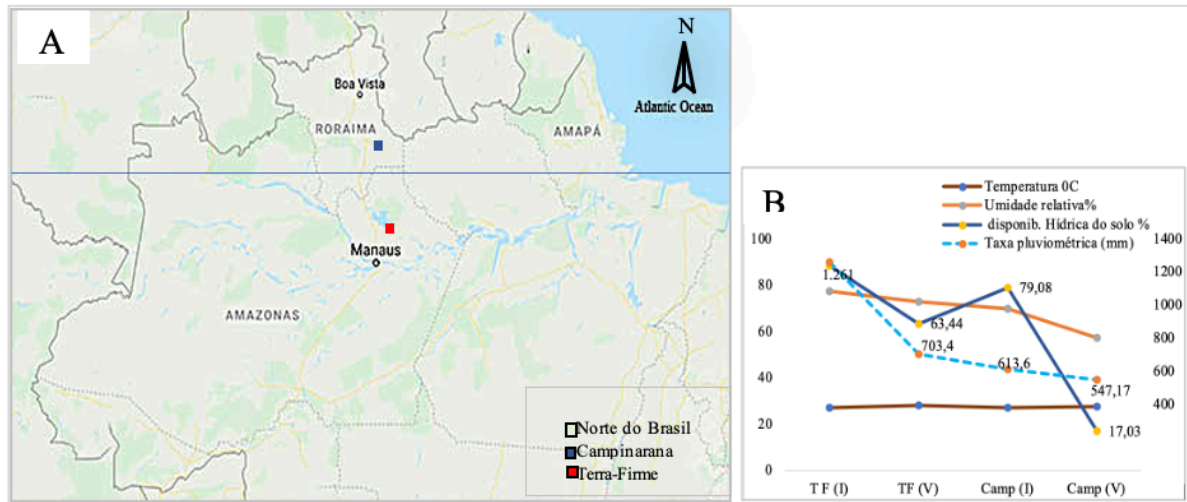 A
N
Boa Vista
Atlantic Ocean
RORAIMA
AMAPÁ
Manaus
AMAZONAS
Norte do Brasil
Campinarana
Terra-Firme
B
Temperatura 0C
Umidade relativa%
disponib. Hídrica do solo %
Taxa pluviométrica (mm)
100
80
60
40
20
0
1400
1200
1000
800
600
400
1.261
79,08
63,44
703,4
613,6
547,17
17,03
T F (I)
TF (V)
Camp (I)
Camp (V)